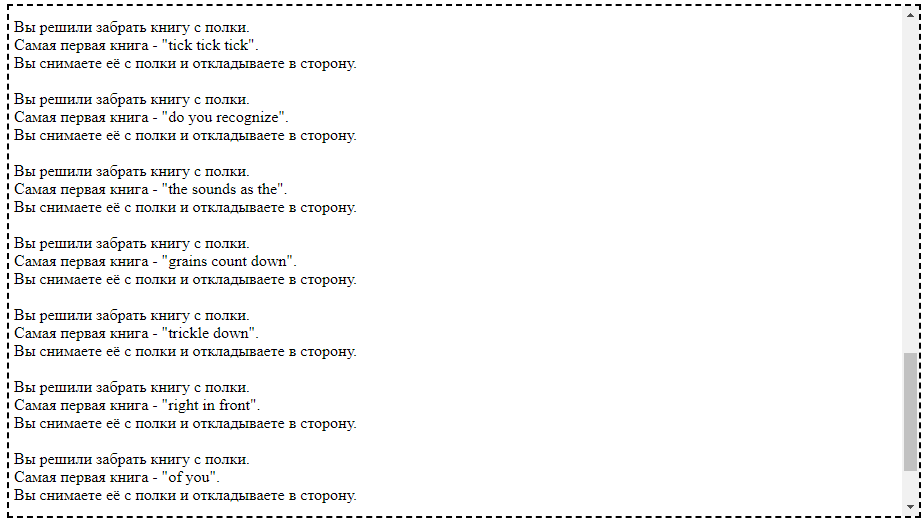 Вы решили забрать книгу с полки.
Самая первая книга - "tick tick tick".
Вы снимаете её с полки и откладываете в сторону.
Вы решили забрать книгу с полки.
Самая первая книга - "do you recognize".
Вы снимаете её с полки и откладываете в сторону.
Вы решили забрать книгу с полки.
Самая первая книга - "the sounds as the".
Вы снимаете её с полки и откладываете в сторону.
Вы решили забрать книгу с полки.
Самая первая книга - "grains count down".
Вы снимаете её с полки и откладываете в сторону.
Вы решили забрать книгу с полки.
Самая первая книга - "trickle down".
Вы снимаете её с полки и откладываете в сторону.
Вы решили забрать книгу с полки.
Самая первая книга - "right in front".
Вы снимаете её с полки и откладываете в сторону.
Вы решили забрать книгу с полки.
Самая первая книга - "of you".
Вы снимаете её с полки и откладываете в сторону.